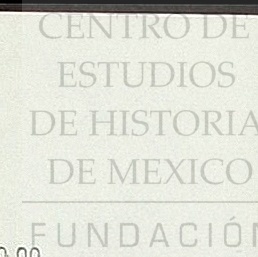 CENTRO DE
ESTUDIOS
DE HISTORIA
DE MEXICO
FUNDACIÓN